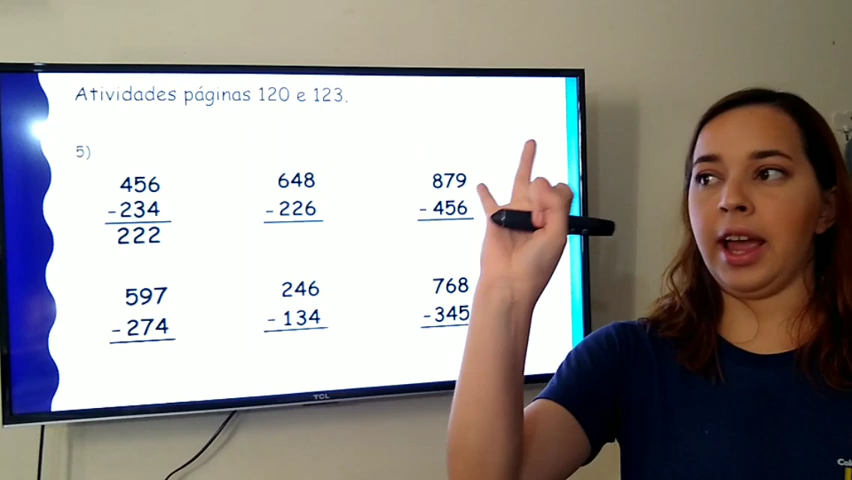 Atividades páginas 120 e 123.
5)
456 648 879
-234 -226 - 456
222
597 246 768
-274 - 134 -345
TCL